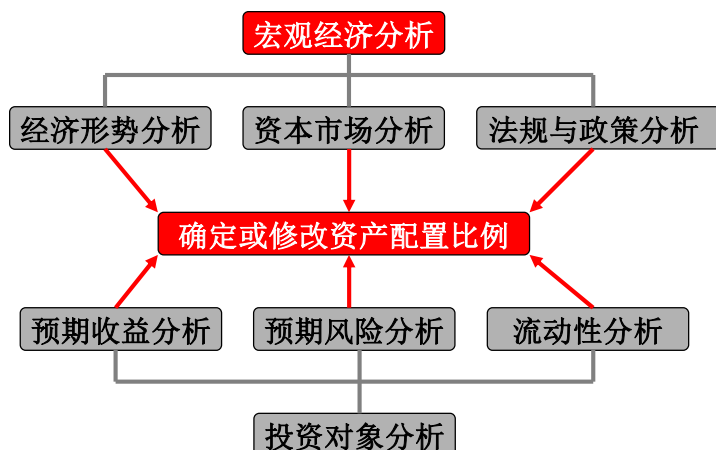 宏观经济分析
经济形势分析
资本市场分析
法规与政策分析
确定或修改资产配置比例
预期收益分析
预期风险分析
流动性分析
投资对象分析